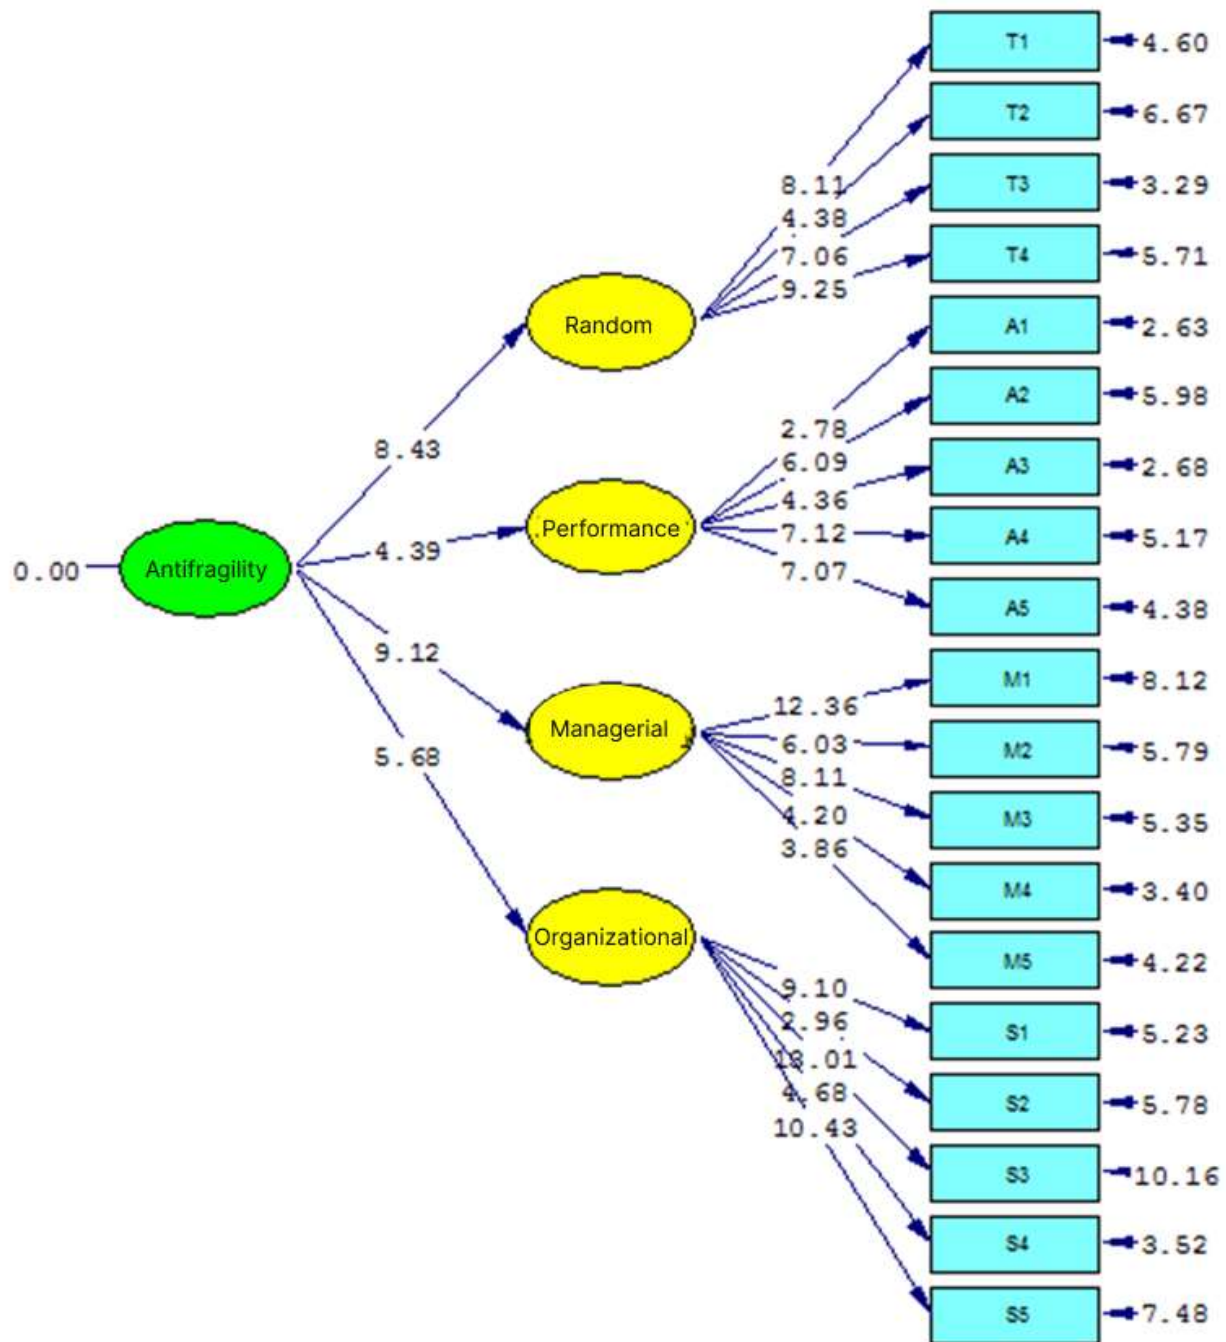 T1
4.60
T2
6.67
T3
3.29
T4
5.71
A1
2.63
A2
5.98
A3
2.68
A4
5.17
A5
4.38
M1
8.12
M2
5.79
M3
5.35
M4
3.40
M5
4.22
S1
5.23
S2
5.78
S3
10.16
S4
3.52
S5
7.48
8.11
4.38
7.06
9.25
Random
2.78
6.09
4.36
7.12
7.07
Performance
12.36
6.03
8.11
4.20
3.86
Managerial
9.10
2.96
13.01
4.68
10.43
Organizational
8.43
4.39
9.12
5.68
0.00
Antifragility